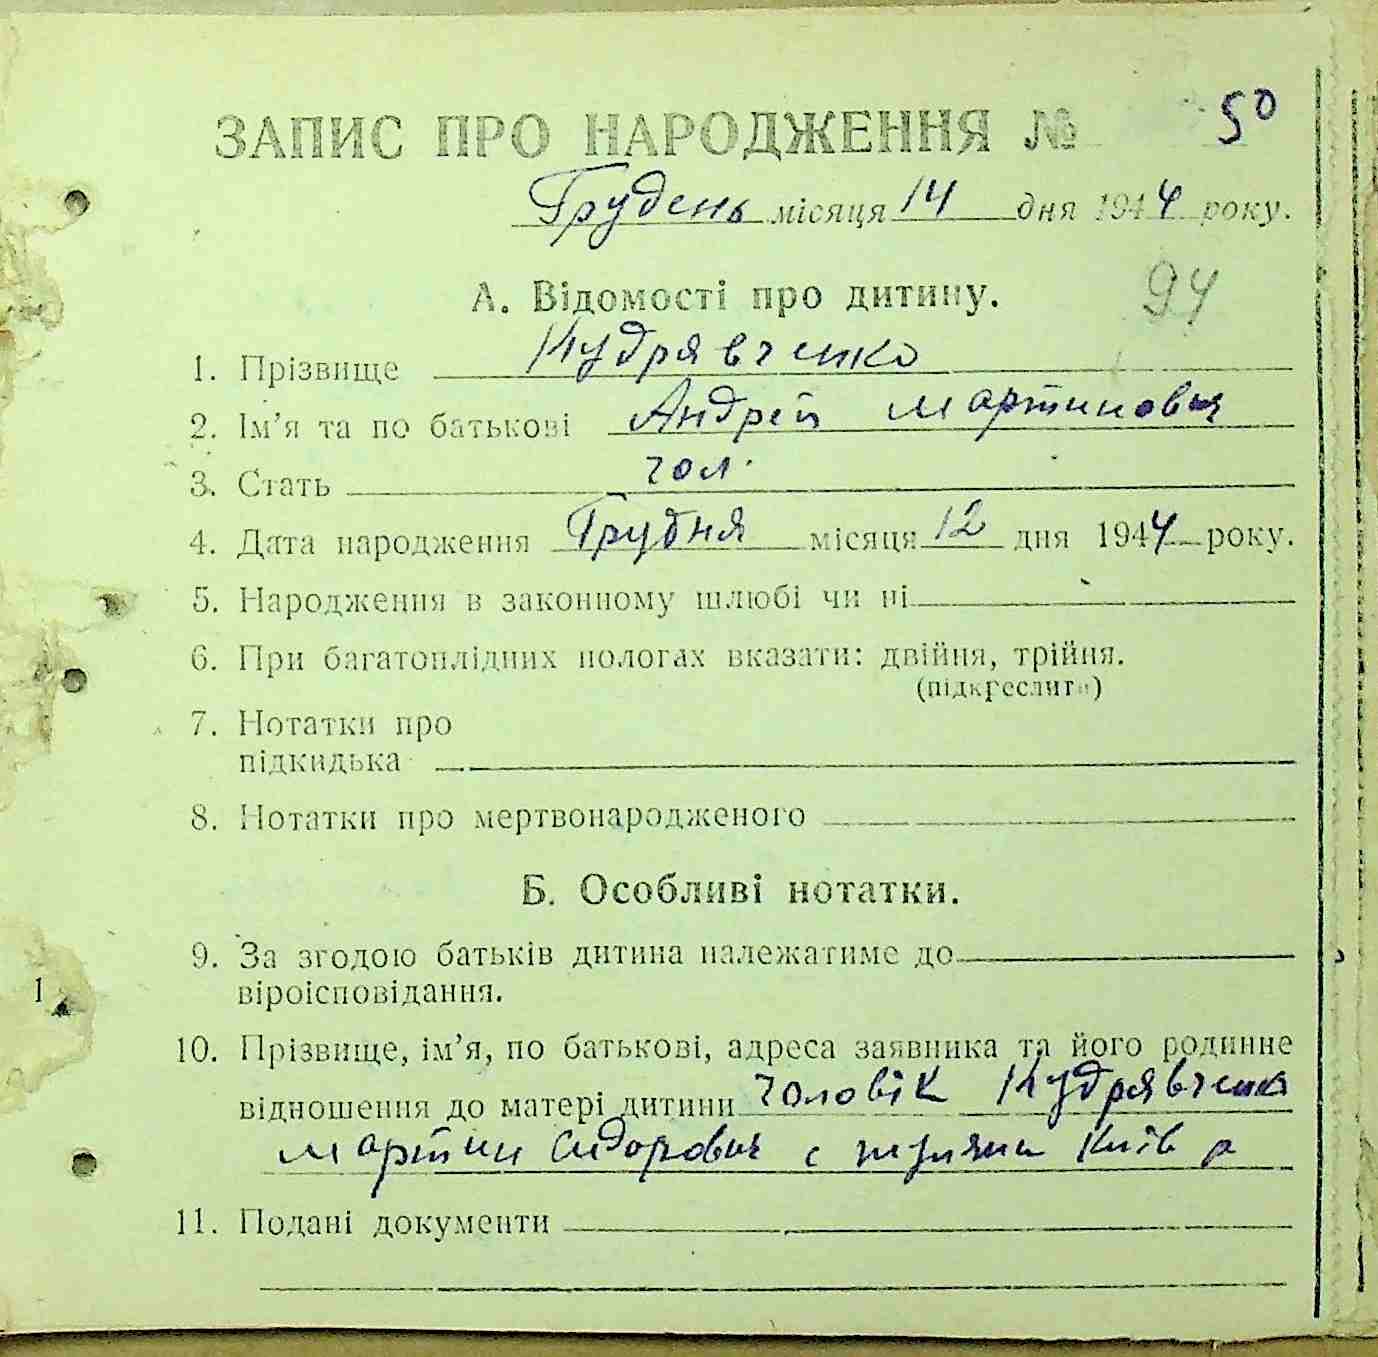 ЗАПИС ПРО НАРОДЖЕННЯ № 50
Грудень місяця 14 дня 1944 року.
94
А. Відомості про дитину.
1. Прізвище Кудрявченко
2. Ім'я та по батькові Андрей Мартинович
3. Стать чол.
4. Дата народження Грудня місяця 12 дня 1944 року.
5. Народження в законному шлюбі чи ні
6. При багатоплідних пологах вказати: двійня, трійня.
(підкреслити)
7. Нотатки про
підкидька
8. Нотатки про мертвонародженого
Б. Особливі нотатки.
9. За згодою батьків дитина належатиме до
віроісповідання.
1
10. Прізвище, ім'я, по батькові, адреса заявника та його родинне
відношення до матері дитини чоловік Кудрявченко
Мартин Сидорович с Київ р
11. Подані документи